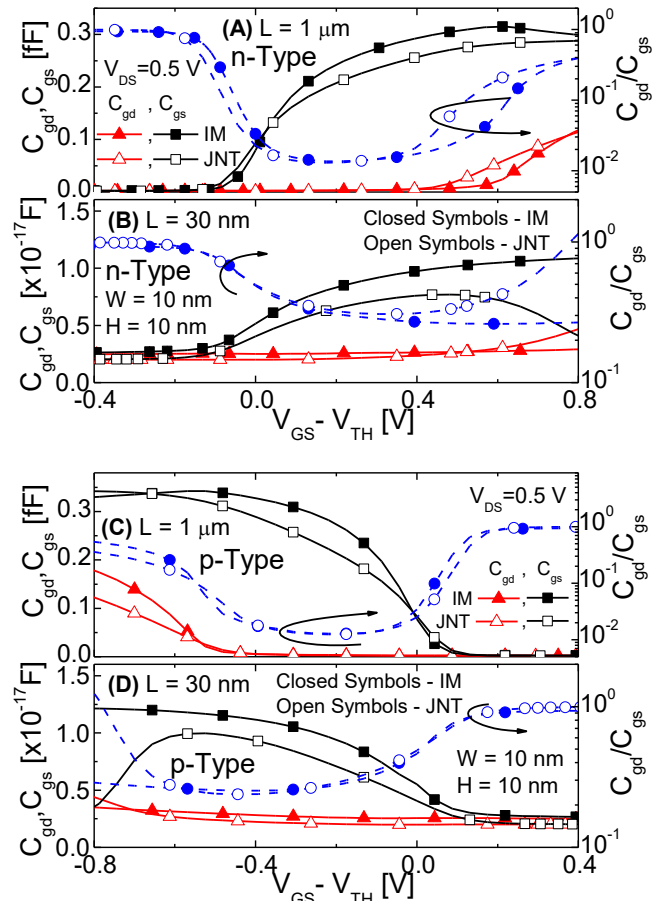 (A) L = 1 μm
n-Type
V_DS=0.5 V
C_gd , C_gs
IM
JNT
0.3
0.2
0.1
0.0
C_gd, C_gs [fF]
10^0
10^-1
10^-2
C_gd/C_gs
(B) L = 30 nm
Closed Symbols - IM
Open Symbols - JNT
n-Type
W = 10 nm
H = 10 nm
1.5
1.0
0.5
0.0
C_gd, C_gs [x10^-17F]
10^0
10^-1
C_gd/C_gs
-0.4 0.0 0.4 0.8
V_GS- V_TH [V]
V_DS=0.5 V
(C) L = 1 μm
p-Type
C_gd , C_gs
IM
JNT
0.3
0.2
0.1
0.0
C_gd, C_gs [fF]
10^0
10^-1
10^-2
C_gd/C_gs
(D) L = 30 nm
Closed Symbols - IM
Open Symbols - JNT
p-Type
W = 10 nm
H = 10 nm
1.5
1.0
0.5
0.0
C_gd, C_gs [x10^-17F]
10^0
10^-1
C_gd/C_gs
-0.8 -0.4 0.0 0.4
V_GS- V_TH [V]